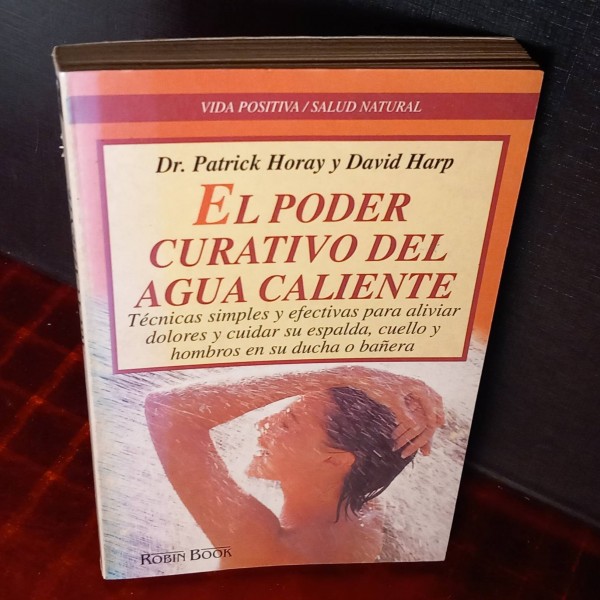 VIDA POSITIVA / SALUD NATURAL
Dr. Patrick Horay y David Harp
EL PODER
CURATIVO DEL
AGUA CALIENTE
Técnicas simples y efectivas para aliviar
dolores y cuidar su espalda, cuello y
hombros en su ducha o bañera
ROBIN BOOK